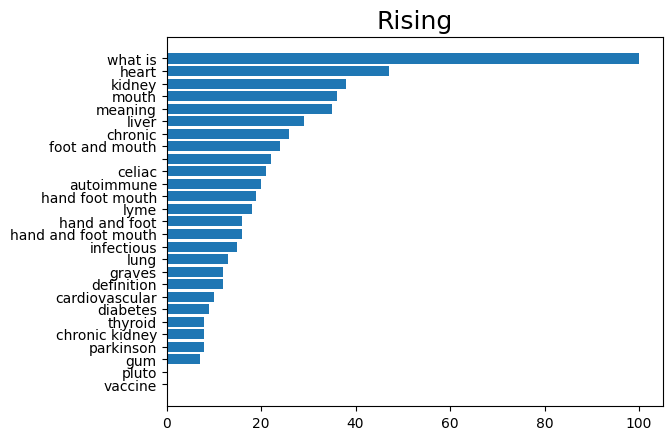 Rising
what is
heart
kidney
mouth
meaning
liver
chronic
foot and mouth
celiac
autoimmune
hand foot mouth
lyme
hand and foot
hand and foot mouth
infectious
lung
graves
definition
cardiovascular
diabetes
thyroid
chronic kidney
parkinson
gum
pluto
vaccine
0 20 40 60 80 100